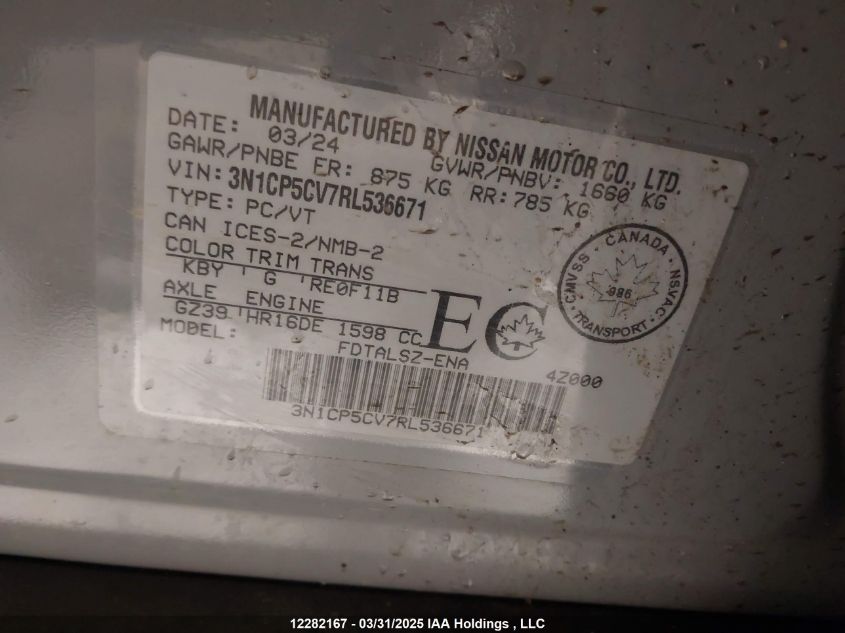 MANUFACTURED BY NISSAN MOTOR CO., LTD.
DATE: 03/24 GVWR/PNBV: 1660 KG
GAWR/PNBE FR: 875 KG RR: 785 KG
VIN: 3N1CP5CV7RL536671
TYPE: PC/VT
CAN ICES-2/NMB-2
COLOR TRIM TRANS
KBY G RE0F11B
AXLE ENGINE
GZ39 HR16DE 1598 CC
MODEL: FDTALSZ-ENA
4Z000
EC
CANADA
CMVSS · NSVAC
986
TRANSPORT
3N1CP5CV7RL536671
12282167 - 03/31/2025 IAA Holdings , LLC